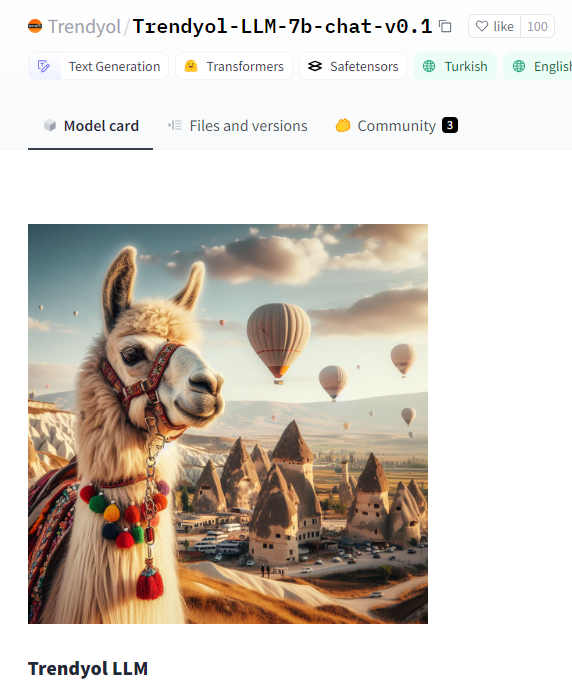 Trendyol/Trendyol-LLM-7b-chat-v0.1 like 100
Text Generation Transformers Safetensors Turkish English
Model card Files and versions Community 3
Trendyol LLM